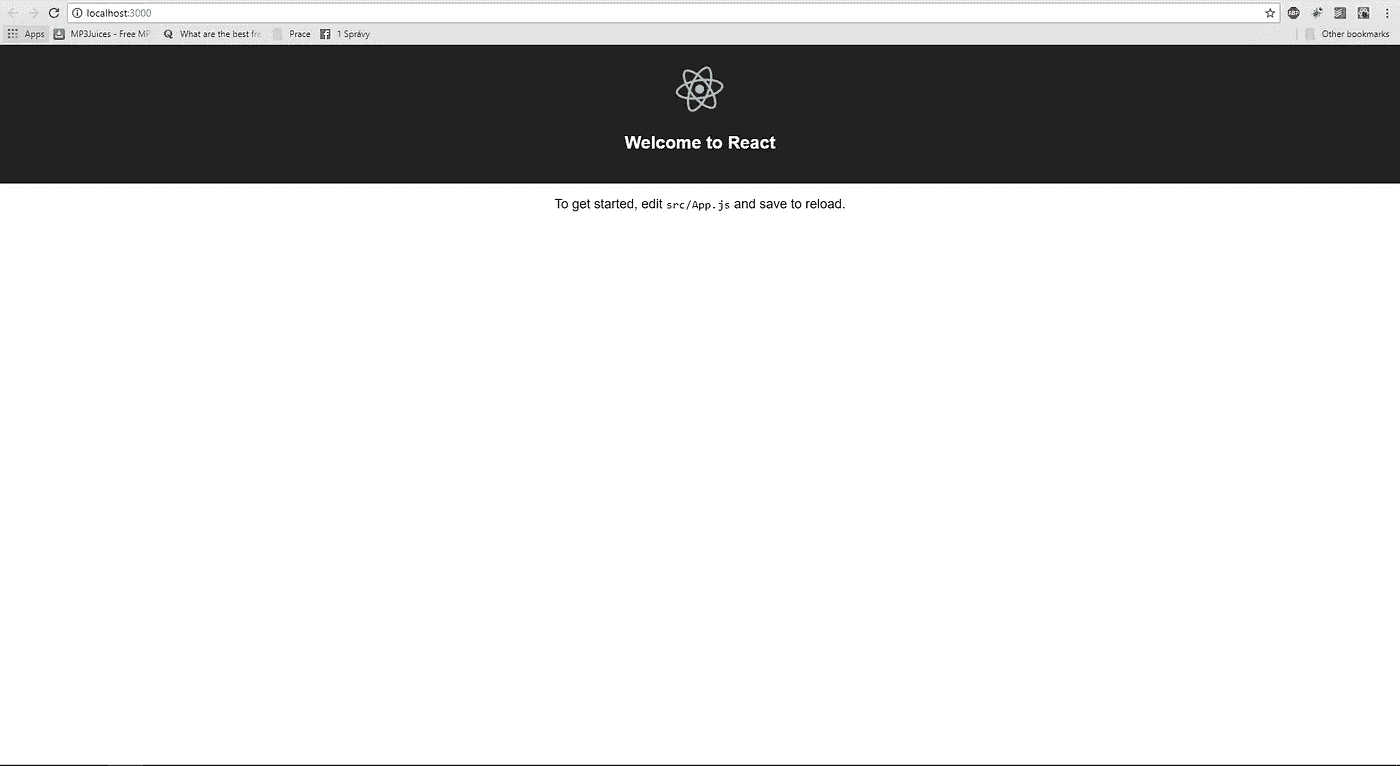 localhost:3000
Apps MP3Juices - Free MP What are the best fre Prace 1 Správy Other bookmarks
Welcome to React
To get started, edit src/App.js and save to reload.